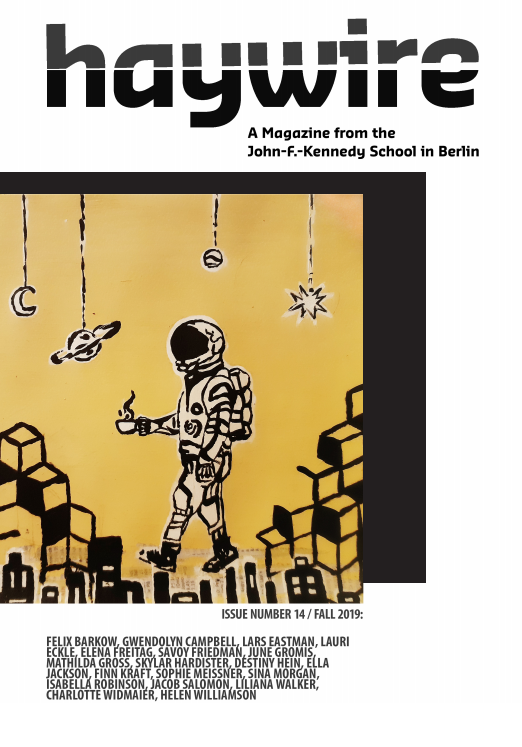 haywire
A Magazine from the
John-F.-Kennedy School in Berlin
ISSUE NUMBER 14 / FALL 2019:
FELIX BARKOW, GWENDOLYN CAMPBELL, LARS EASTMAN, LAURI
ECKLE, ELENA FREITAG, SAVOY FRIEDMAN, JUNE GROMIS,
MATHILDA GROSS, SKYLAR HARDISTER, DESTINY HEIN, ELLA
JACKSON, FINN KRAFT, SOPHIE MEISSNER, SINA MORGAN,
ISABELLA ROBINSON, JACOB SALOMON, LILIANA WALKER,
CHARLOTTE WIDMAIER, HELEN WILLIAMSON